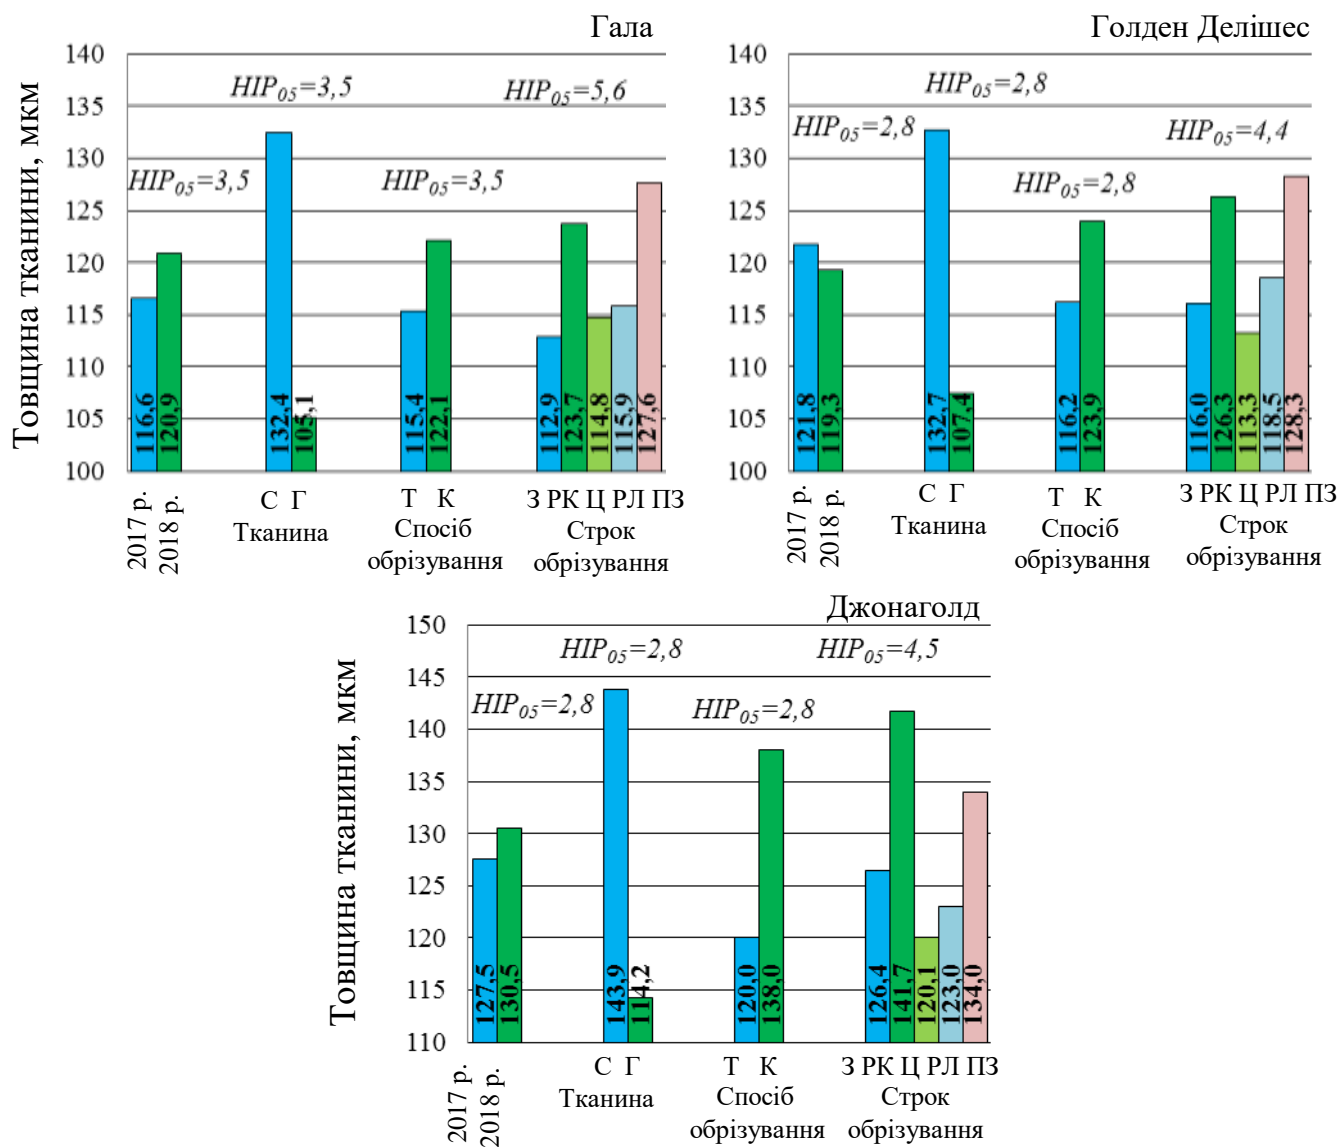 Гала
Товщина тканини, мкм
140
135
130
125
120
115
110
105
100
НІР05=3,5
НІР05=3,5
НІР05=3,5
НІР05=5,6
116,6
120,9
132,4
105,1
115,4
122,1
112,9
123,7
114,8
115,9
127,6
2017 р.
2018 р.
С Г
Тканина
Т К
Спосіб
обрізування
З РК Ц РЛ ПЗ
Строк
обрізування
Голден Делішес
140
135
130
125
120
115
110
105
100
НІР05=2,8
НІР05=2,8
НІР05=2,8
НІР05=4,4
121,8
119,3
132,7
107,4
116,2
123,9
116,0
126,3
113,3
118,5
128,3
2017 р.
2018 р.
С Г
Тканина
Т К
Спосіб
обрізування
З РК Ц РЛ ПЗ
Строк
обрізування
Джонаголд
Товщина тканини, мкм
150
145
140
135
130
125
120
115
110
НІР05=2,8
НІР05=2,8
НІР05=2,8
НІР05=4,5
127,5
130,5
143,9
114,2
120,0
138,0
126,4
141,7
120,1
123,0
134,0
2017 р.
2018 р.
С Г
Тканина
Т К
Спосіб
обрізування
З РК Ц РЛ ПЗ
Строк
обрізування